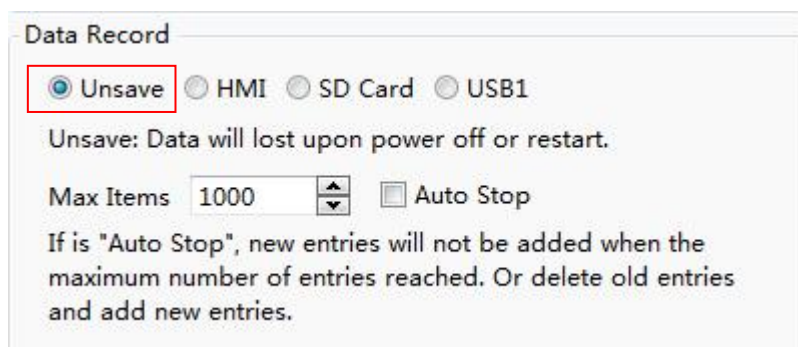 Data Record
Unsave HMI SD Card USB1
Unsave: Data will lost upon power off or restart.
Max Items 1000 Auto Stop
If is "Auto Stop", new entries will not be added when the
maximum number of entries reached. Or delete old entries
and add new entries.